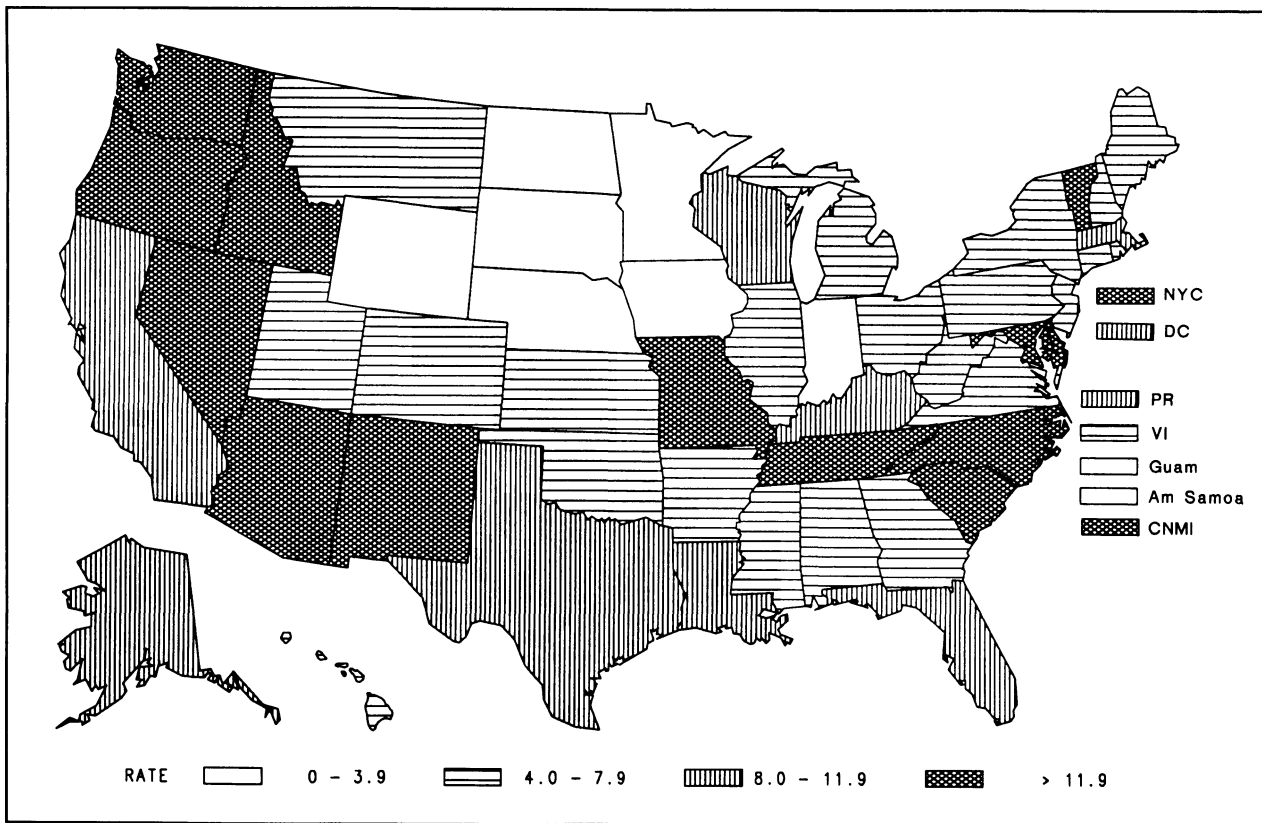 NYC
DC
PR
VI
Guam
Am Samoa
CNMI
RATE 0 - 3.9 4.0 - 7.9 8.0 - 11.9 > 11.9